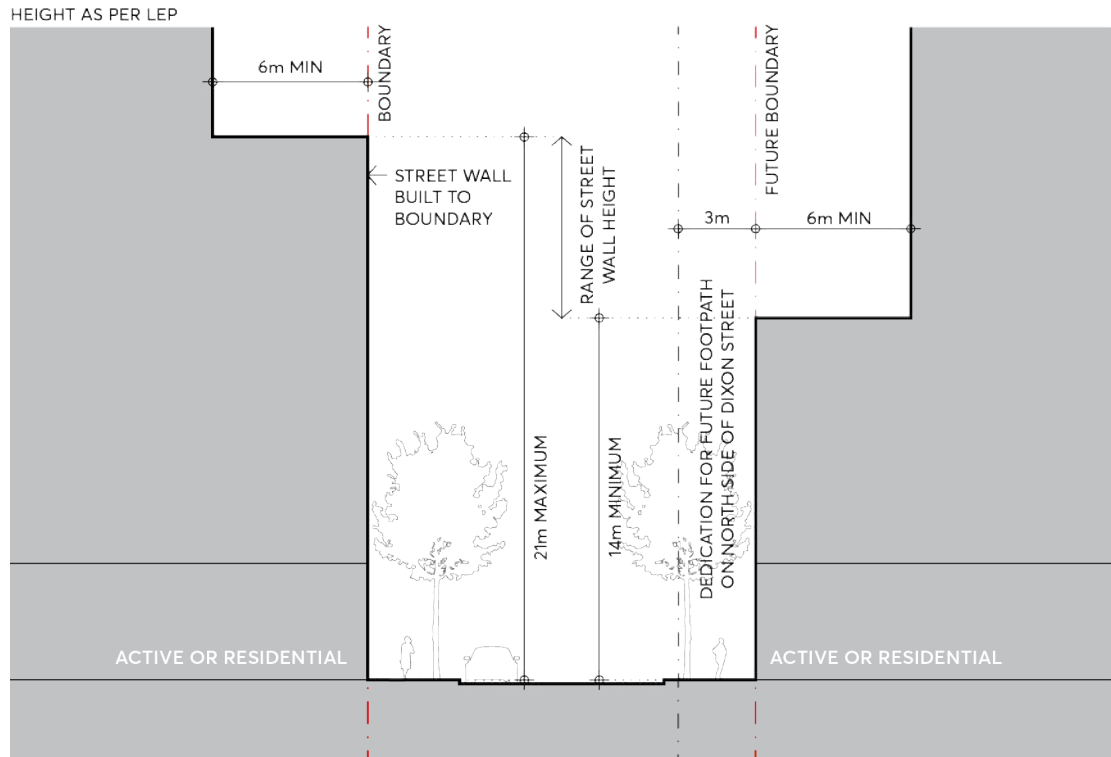 HEIGHT AS PER LEP
6m MIN
BOUNDARY
FUTURE BOUNDARY
STREET WALL
BUILT TO
BOUNDARY
RANGE OF STREET
WALL HEIGHT
3m
6m MIN
DEDICATION FOR FUTURE FOOTPATH
ON NORTH SIDE OF DIXON STREET
21m MAXIMUM
14m MINIMUM
ACTIVE OR RESIDENTIAL
ACTIVE OR RESIDENTIAL